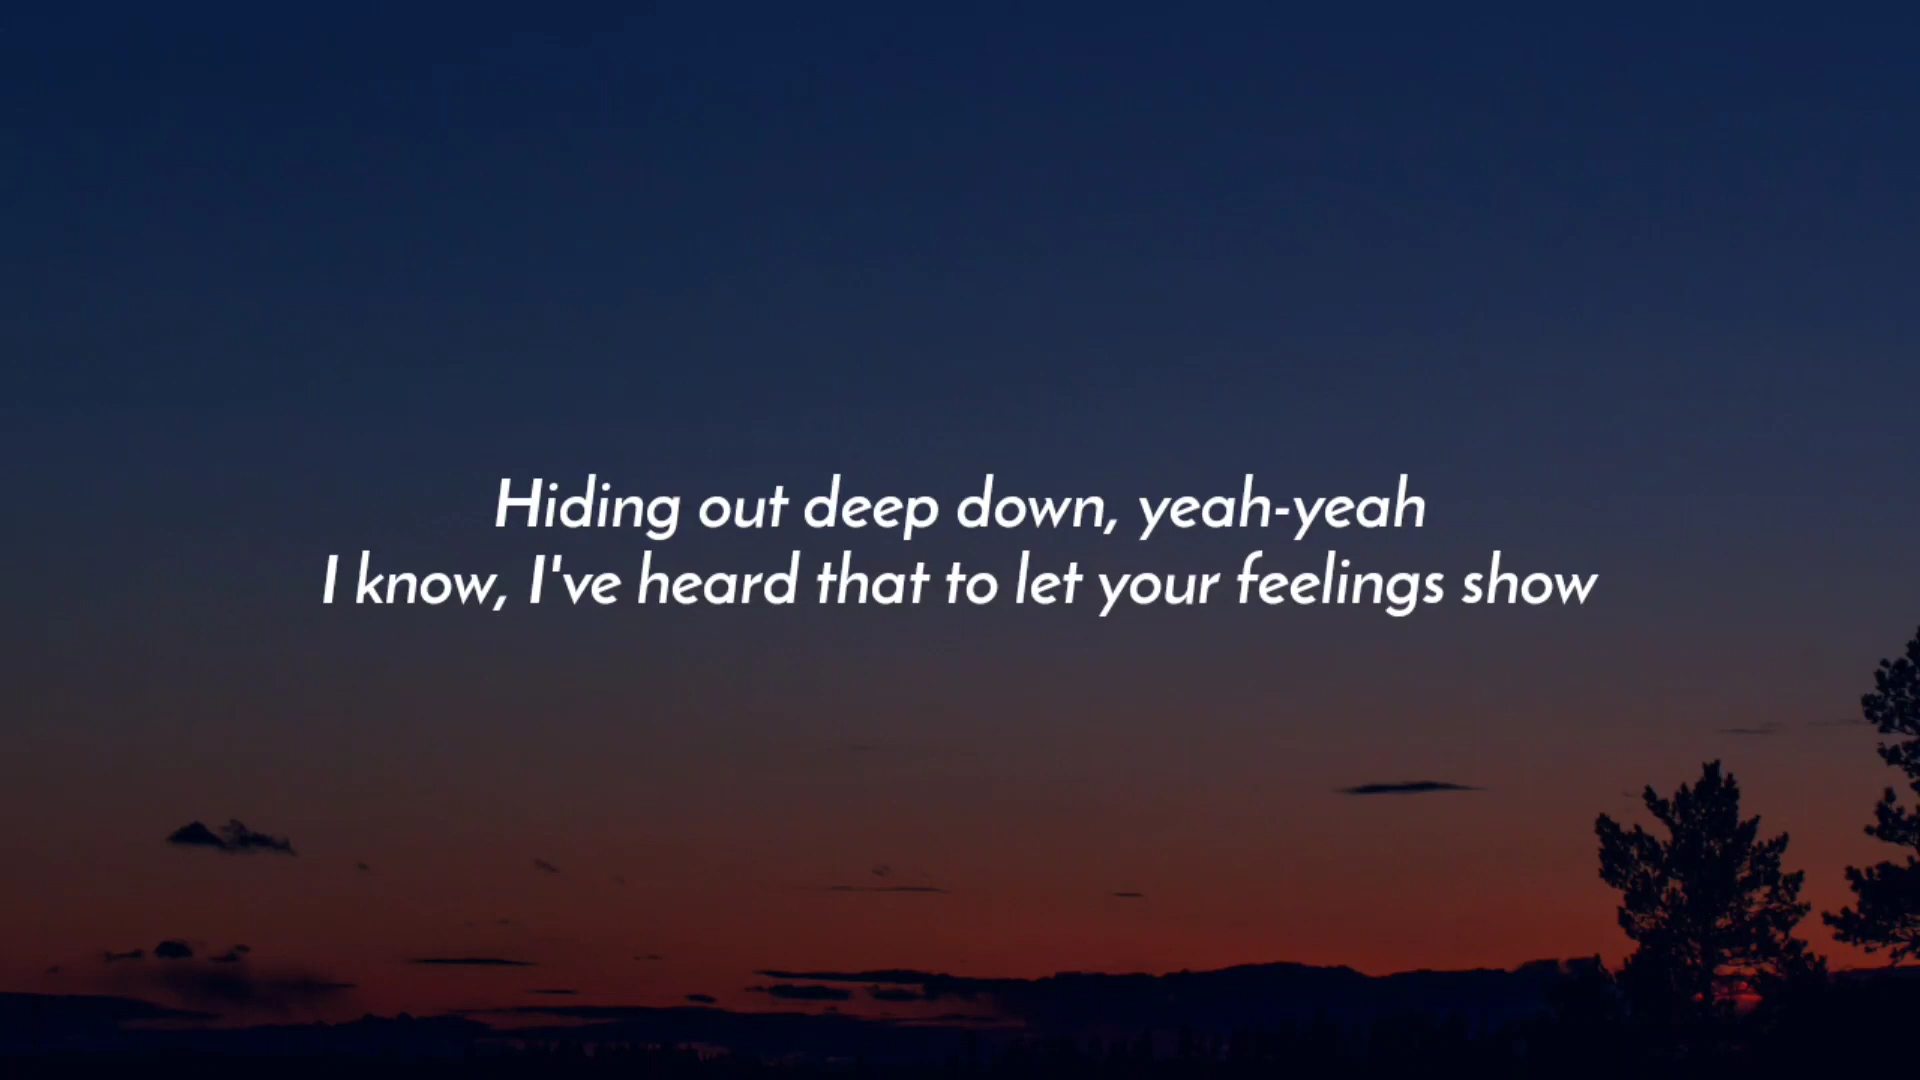 Hiding out deep down, yeah-yeah
I know, I've heard that to let your feelings show